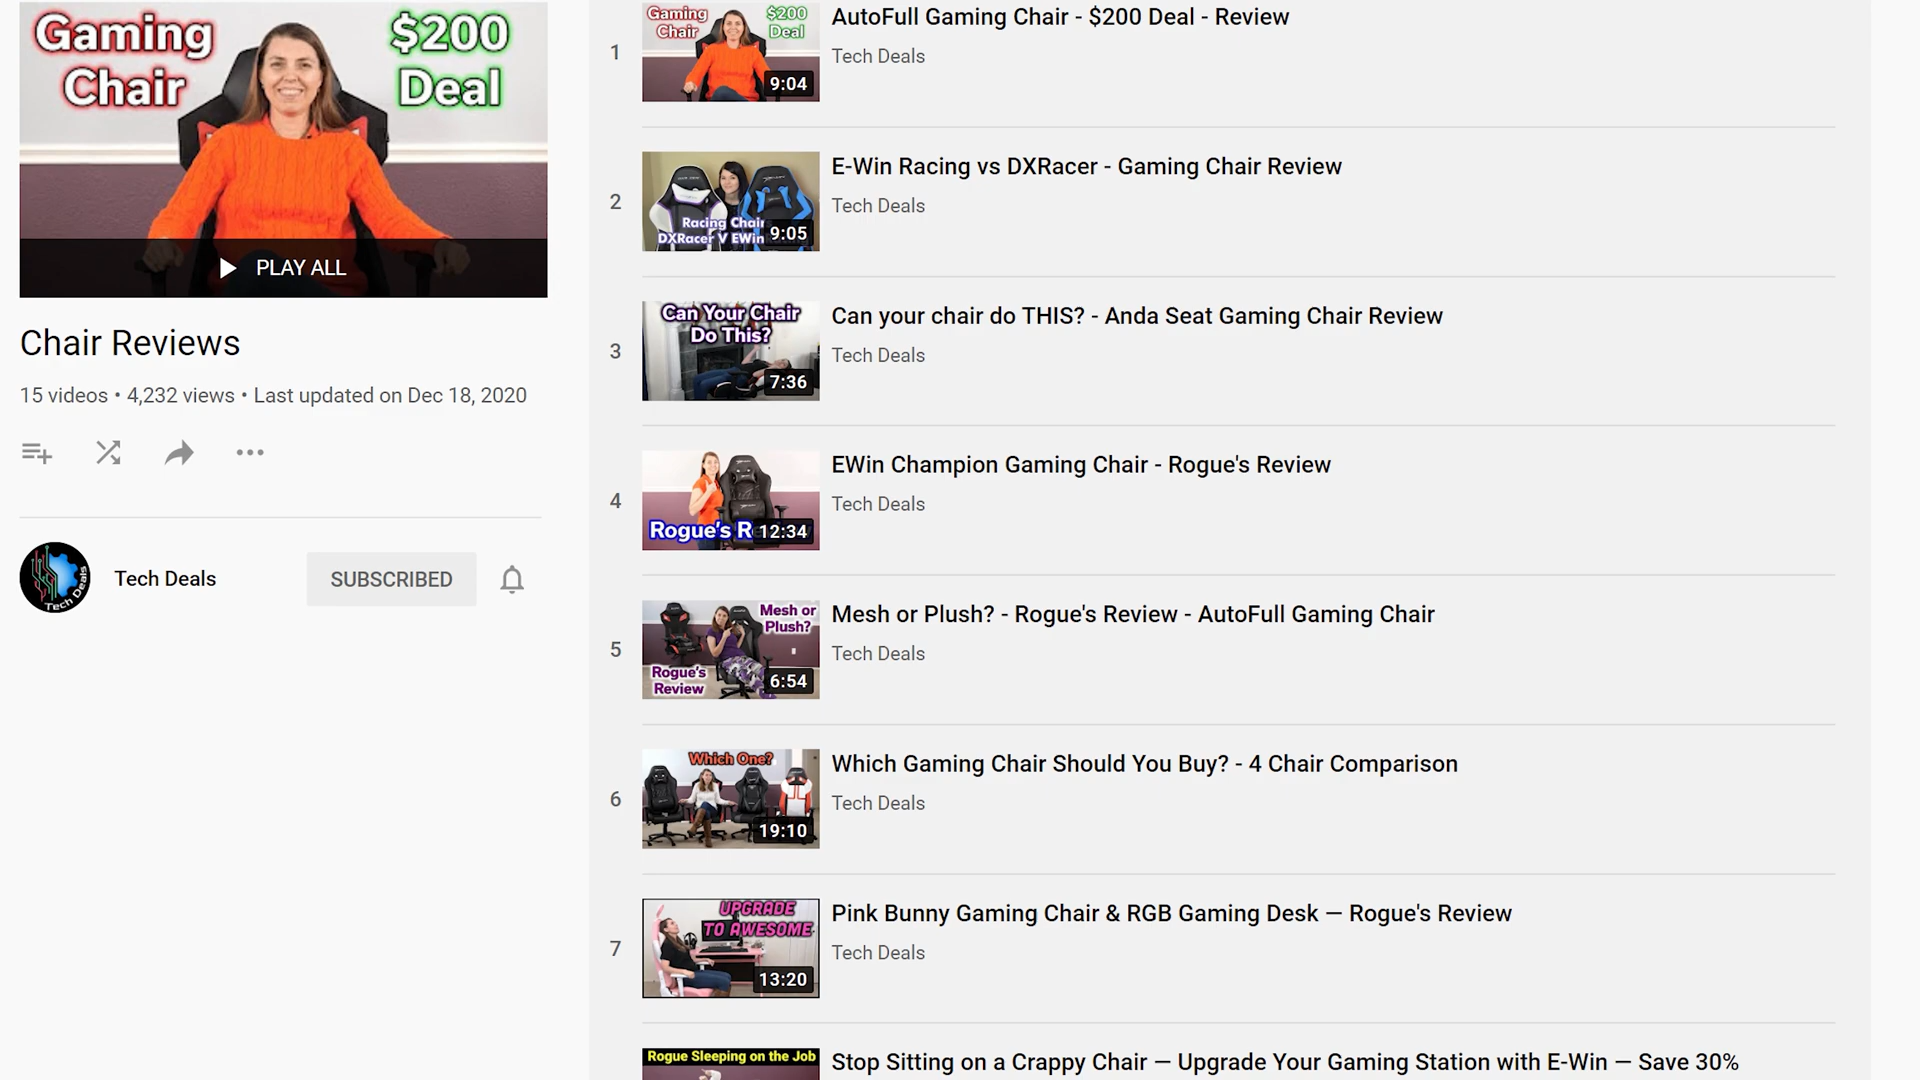 Gaming
Chair
$200
Deal
PLAY ALL
Chair Reviews
15 videos • 4,232 views • Last updated on Dec 18, 2020
Tech Deals
Tech Deals
SUBSCRIBED
1
Gaming
Chair
$200
Deal
9:04
AutoFull Gaming Chair - $200 Deal - Review
Tech Deals
2
Racing Chair
DXRacer V EWin
9:05
E-Win Racing vs DXRacer - Gaming Chair Review
Tech Deals
3
Can Your Chair
Do This?
7:36
Can your chair do THIS? - Anda Seat Gaming Chair Review
Tech Deals
4
Rogue's R
12:34
EWin Champion Gaming Chair - Rogue's Review
Tech Deals
5
Mesh or
Plush?
Rogue's
Review
6:54
Mesh or Plush? - Rogue's Review - AutoFull Gaming Chair
Tech Deals
6
Which One?
19:10
Which Gaming Chair Should You Buy? - 4 Chair Comparison
Tech Deals
7
UPGRADE
TO AWESOME
13:20
Pink Bunny Gaming Chair & RGB Gaming Desk — Rogue's Review
Tech Deals
Rogue Sleeping on the Job
Stop Sitting on a Crappy Chair — Upgrade Your Gaming Station with E-Win — Save 30%